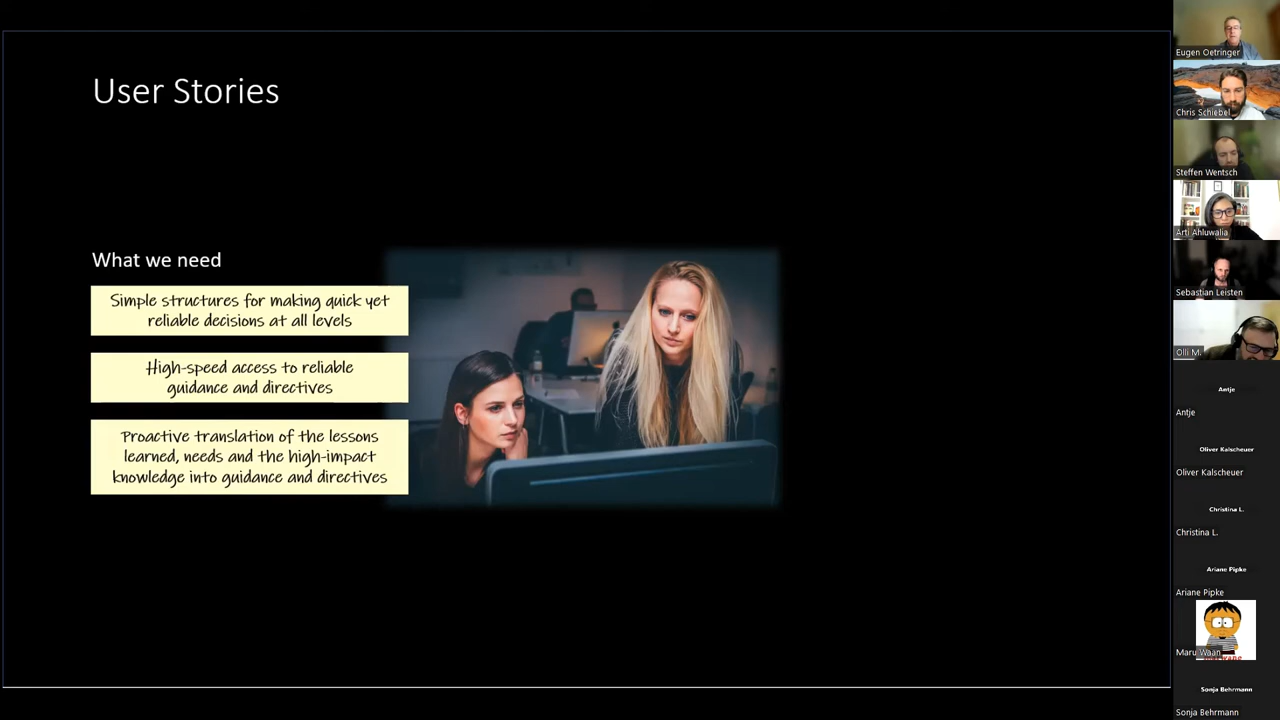 User Stories
What we need
Simple structures for making quick yet
reliable decisions at all levels
High-speed access to reliable
guidance and directives
Proactive translation of the lessons
learned, needs and the high-impact
knowledge into guidance and directives
Eugen Oetringer
Chris Schiebel
Steffen Wentsch
Arti Ahluwalia
Sebastian Leisten
Olli M.
Antje
Antje
Oliver Kalscheuer
Oliver Kalscheuer
Christina L.
Christina L.
Ariane Pipke
Ariane Pipke
Maru Waan
Sonja Behrmann
Sonja Behrmann